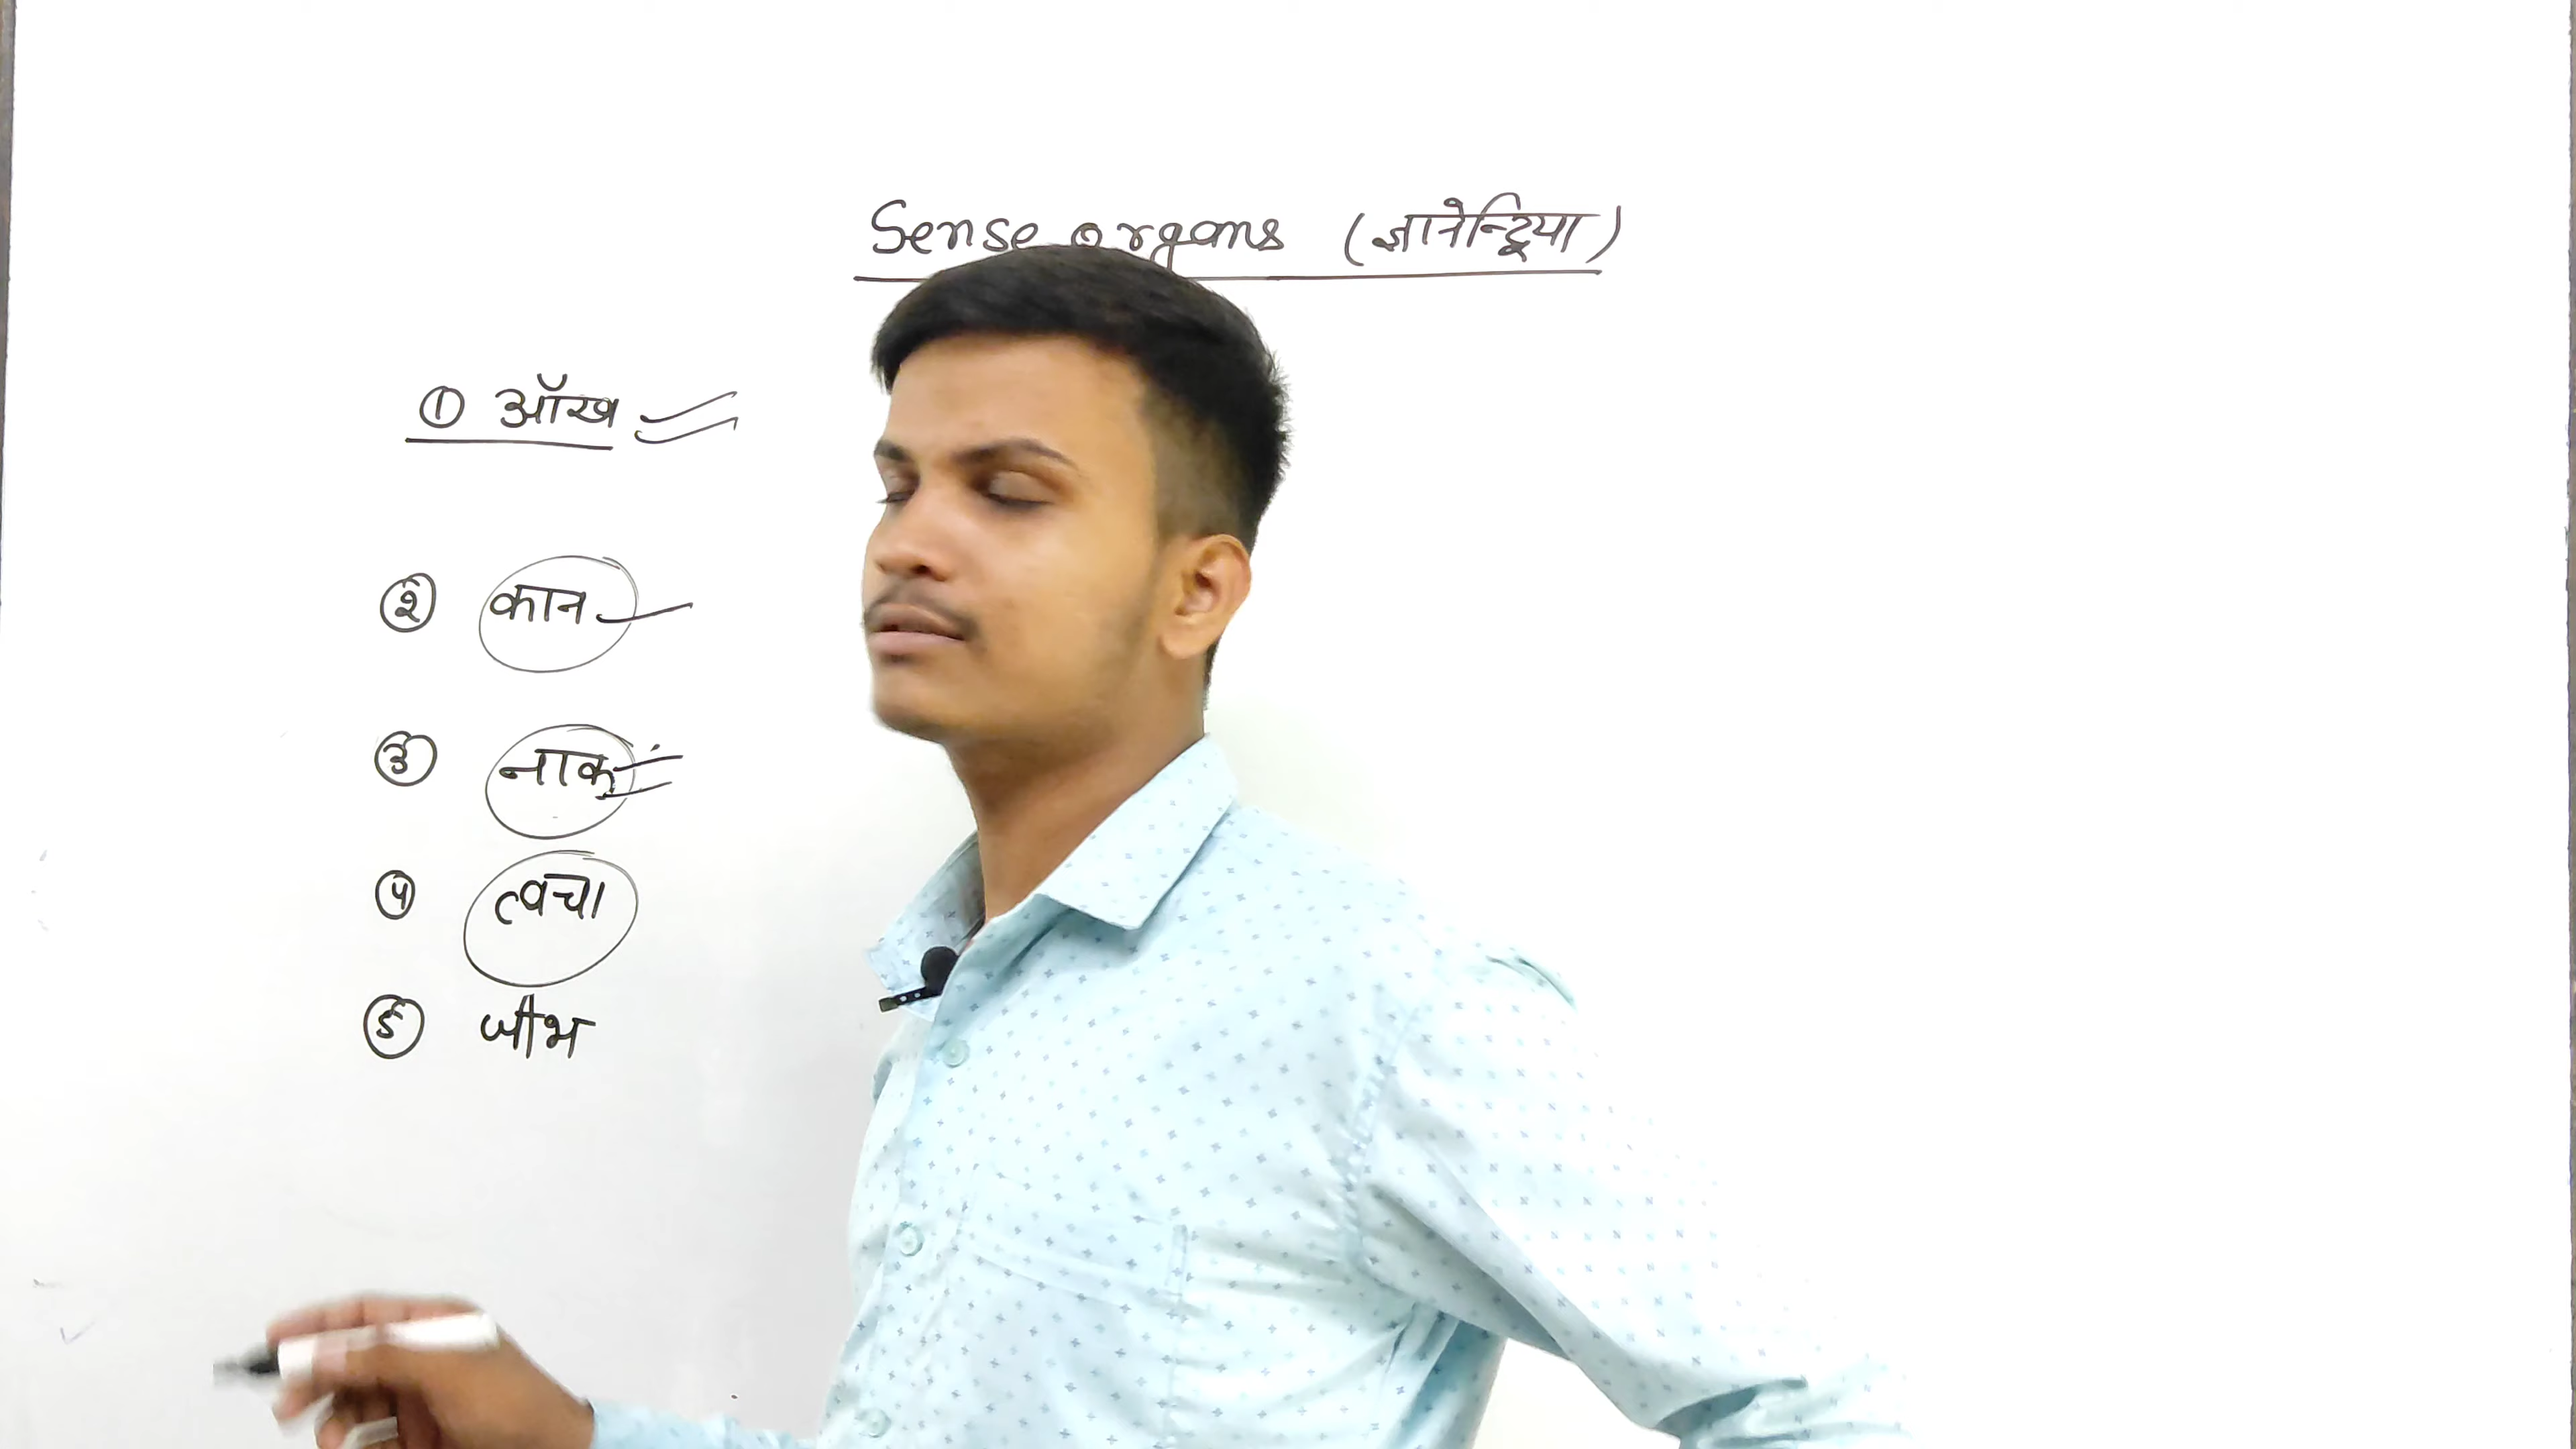 Sense organs (ज्ञानेन्द्रिया)
① आँख
② कान
③ नाक
④ त्वचा
⑤ जीभ